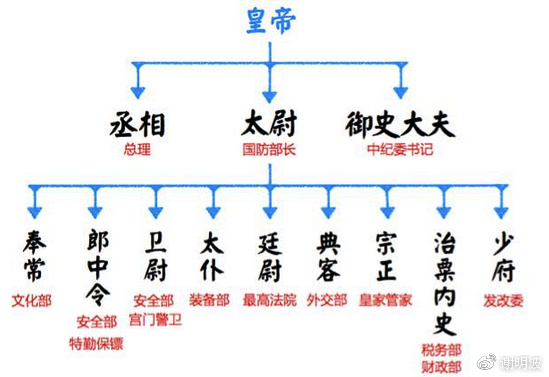 皇帝
丞相 太尉 御史大夫
总理 国防部长 中纪委书记
奉常 郎中令 卫尉 太仆 廷尉 典客 宗正 治粟内史 少府
文化部 安全部 安全部 装备部 最高法院 外交部 皇家管家 税务部 发改委
特勤保镖 宫门警卫 财政部